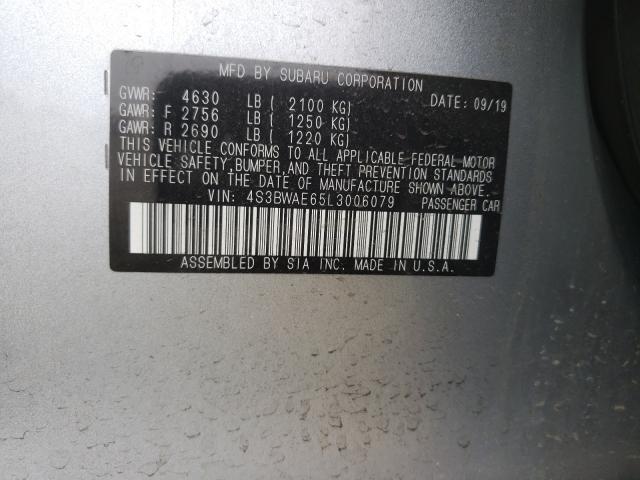 MFD BY SUBARU CORPORATION
DATE: 09/19
GVWR: 4630 LB ( 2100 KG)
GAWR: F 2756 LB ( 1250 KG)
GAWR: R 2690 LB ( 1220 KG)
THIS VEHICLE CONFORMS TO ALL APPLICABLE FEDERAL MOTOR
VEHICLE SAFETY, BUMPER, AND THEFT PREVENTION STANDARDS
IN EFFECT ON THE DATE OF MANUFACTURE SHOWN ABOVE.
VIN: 4S3BWAE65L3006079 PASSENGER CAR
ASSEMBLED BY SIA INC. MADE IN U.S.A.